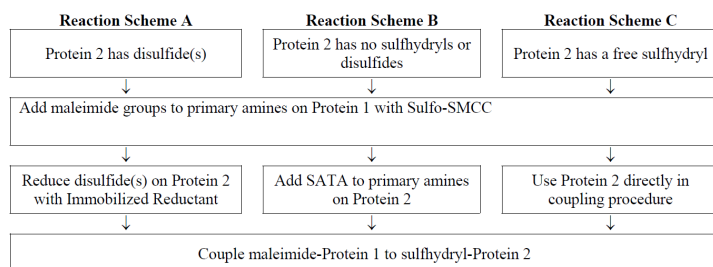 Reaction Scheme A
Reaction Scheme B
Reaction Scheme C
Protein 2 has disulfide(s)
Protein 2 has no sulfhydryls or
disulfides
Protein 2 has a free sulfhydryl
Add maleimide groups to primary amines on Protein 1 with Sulfo-SMCC
Reduce disulfide(s) on Protein 2
with Immobilized Reductant
Add SATA to primary amines
on Protein 2
Use Protein 2 directly in
coupling procedure
Couple maleimide-Protein 1 to sulfhydryl-Protein 2